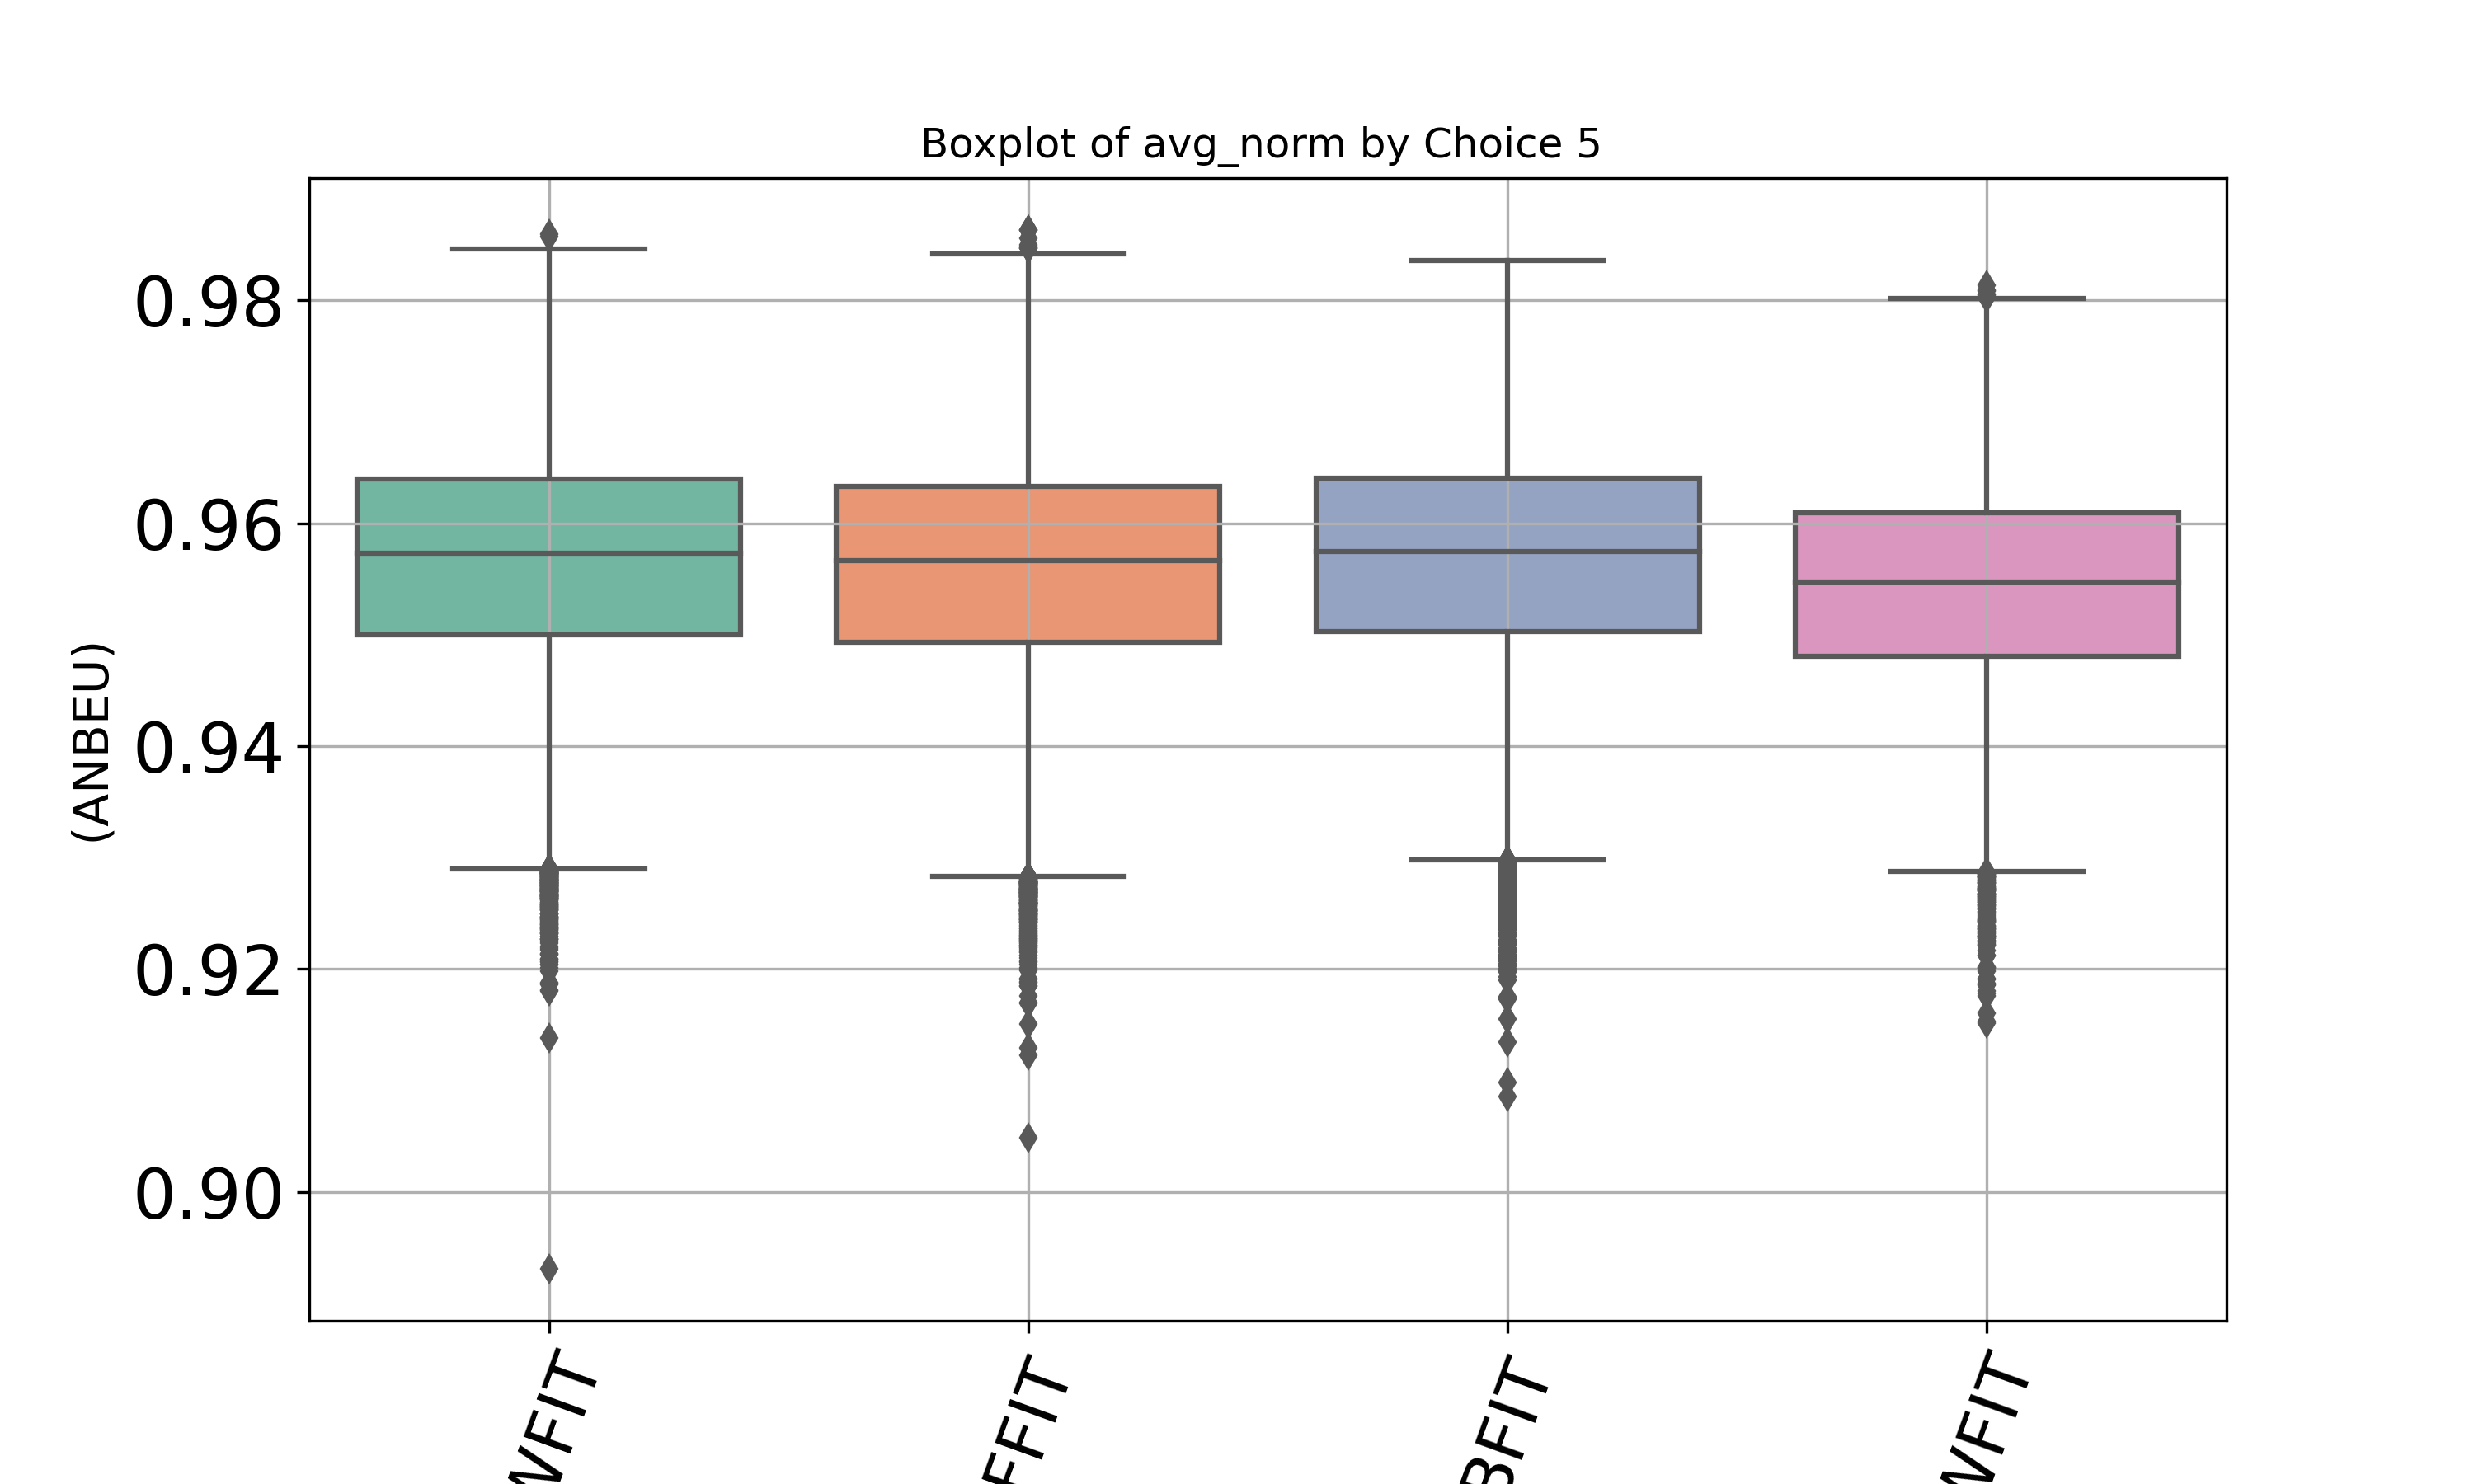 Boxplot of avg_norm by Choice 5
(ANBEU)
0.98
0.96
0.94
0.92
0.90
WFIT
FFIT
BFIT
WFIT